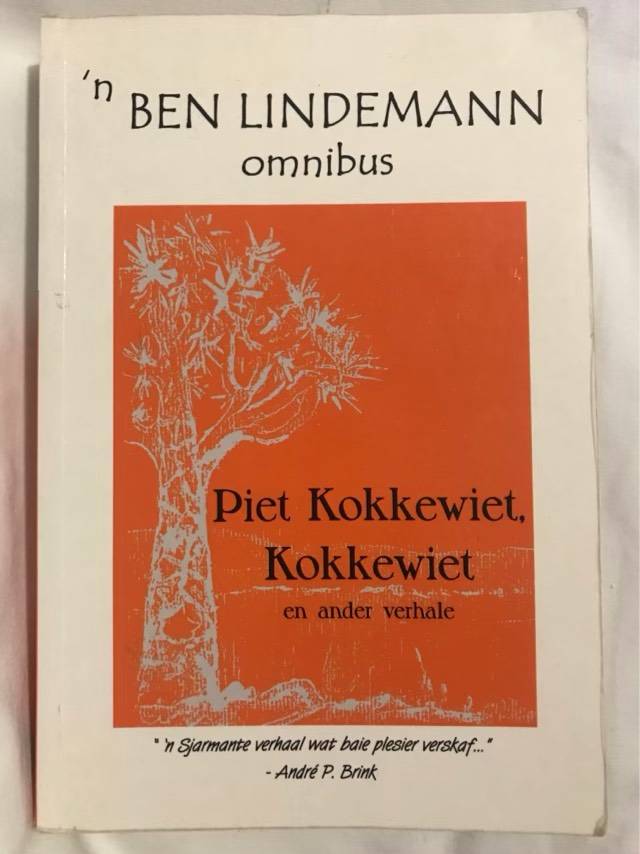 'n BEN LINDEMANN
omnibus
Piet Kokkewiet,
Kokkewiet
en ander verhale
" 'n Sjarmante verhaal wat baie plesier verskaf..."
- André P. Brink